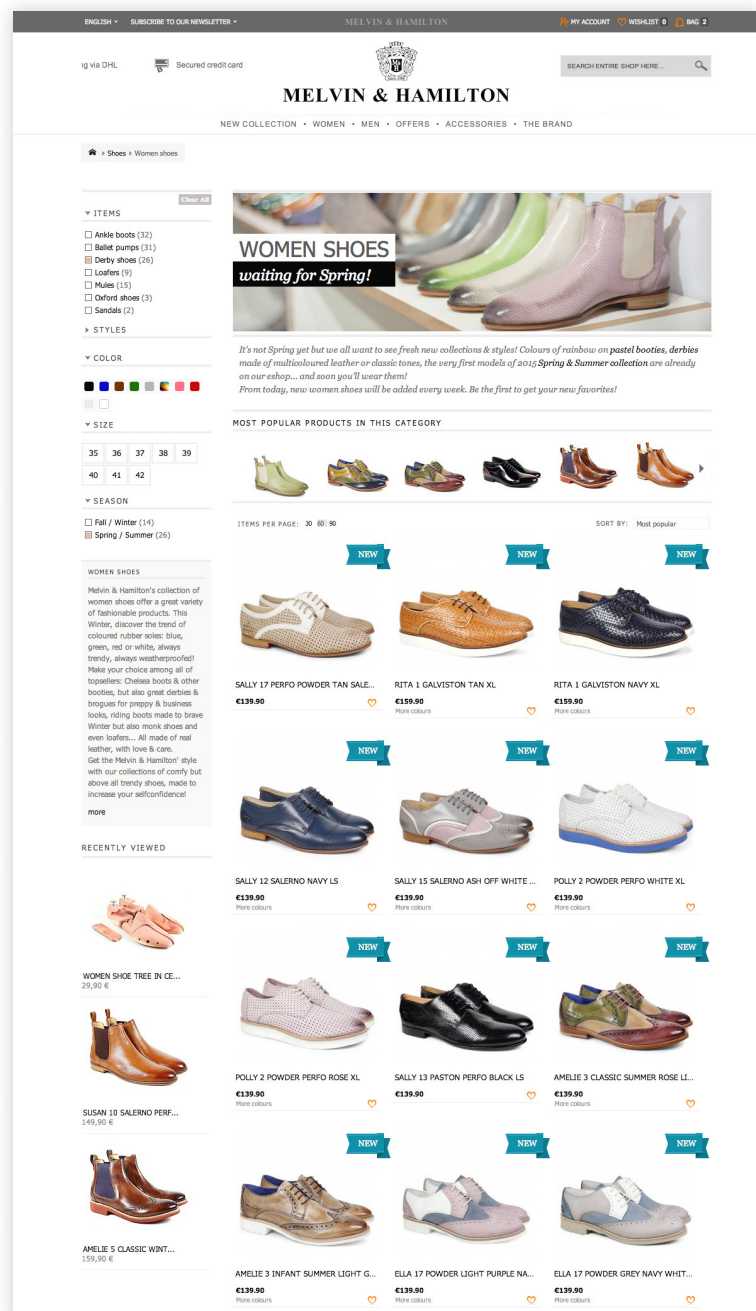 ENGLISH
SUBSCRIBE TO OUR NEWSLETTER
MELVIN & HAMILTON
MY ACCOUNT
WISHLIST 0
BAG 2
ng via DHL
Secured credit card
SEARCH ENTIRE SHOP HERE...
MELVIN & HAMILTON
NEW COLLECTION • WOMEN • MEN • OFFERS • ACCESSORIES • THE BRAND
Shoes
Women shoes
Clear All
ITEMS
Ankle boots (32)
Ballet pumps (31)
Derby shoes (26)
Loafers (9)
Mules (15)
Oxford shoes (3)
Sandals (2)
STYLES
COLOR
SIZE
35 36 37 38 39
40 41 42
SEASON
Fall / Winter (14)
Spring / Summer (26)
WOMEN SHOES
Melvin & Hamilton's collection of
women shoes offer a great variety
of fashionable products. This
Winter, discover the trend of
coloured rubber soles: blue,
green, red or white, always
trendy, always weatherproofed!
Make your choice among all of
topsellers: Chelsea boots & other
booties, but also great derbies &
brogues for preppy & business
looks, riding boots made to brave
Winter but also monk shoes and
even loafers... All made of real
leather, with love & care.
Get the Melvin & Hamilton' style
with our collections of comfy but
above all trendy shoes, made to
increase your selfconfidence!
more
RECENTLY VIEWED
WOMEN SHOE TREE IN CE...
29,90 €
SUSAN 10 SALERNO PERF...
149,90 €
AMELIE 5 CLASSIC WINT...
159,90 €
WOMEN SHOES
waiting for Spring!
It's not Spring yet but we all want to see fresh new collections & styles! Colours of rainbow on pastel booties, derbies
made of multicoloured leather or classic tones, the very first models of 2015 Spring & Summer collection are already
on our eshop... and soon you'll wear them!
From today, new women shoes will be added every week. Be the first to get your new favorites!
MOST POPULAR PRODUCTS IN THIS CATEGORY
ITEMS PER PAGE: 30 60 90
SORT BY: Most popular
NEW
NEW
NEW
SALLY 17 PERFO POWDER TAN SALE...
€139.90
RITA 1 GALVISTON TAN XL
€159.90
More colours
RITA 1 GALVISTON NAVY XL
€159.90
More colours
NEW
NEW
NEW
SALLY 12 SALERNO NAVY LS
€139.90
More colours
SALLY 15 SALERNO ASH OFF WHITE ...
€139.90
More colours
POLLY 2 POWDER PERFO WHITE XL
€139.90
More colours
NEW
NEW
NEW
POLLY 2 POWDER PERFO ROSE XL
€139.90
More colours
SALLY 13 PASTON PERFO BLACK LS
€139.90
AMELIE 3 CLASSIC SUMMER ROSE LI...
€139.90
More colours
NEW
NEW
NEW
AMELIE 3 INFANT SUMMER LIGHT G...
€139.90
More colours
ELLA 17 POWDER LIGHT PURPLE NA...
€139.90
More colours
ELLA 17 POWDER GREY NAVY WHIT...
€139.90
More colours